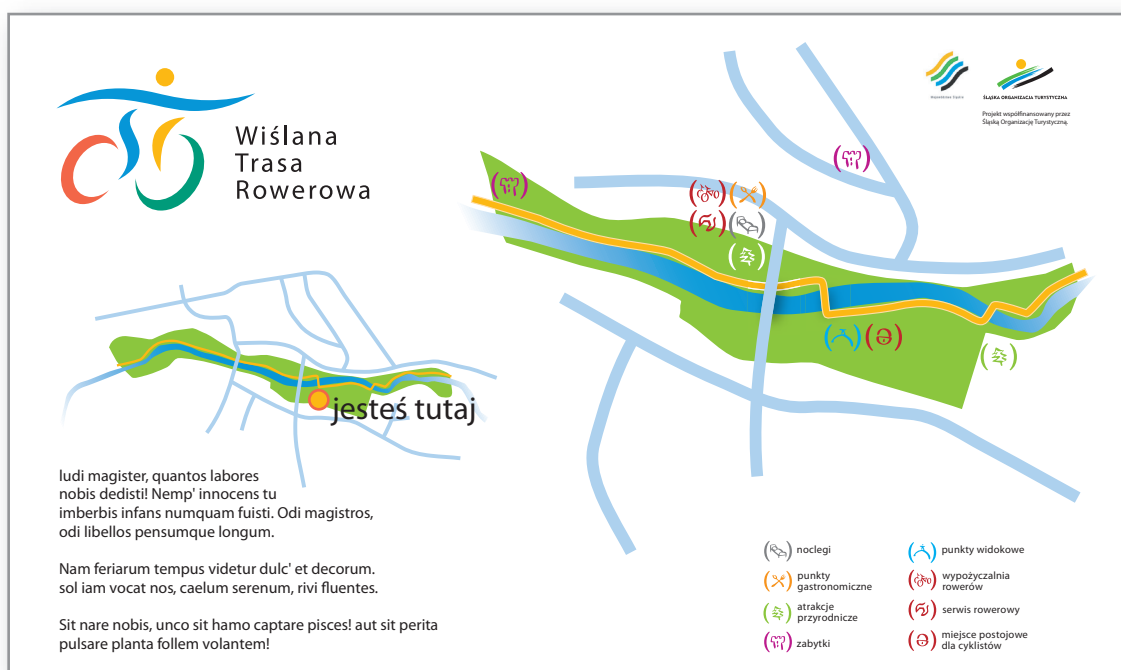 Wiślana
Trasa
Rowerowa
ŚLĄSKA ORGANIZACJA TURYSTYCZNA
Projekt współfinansowany przez
Śląską Organizację Turystyczną.
jesteś tutaj
ludi magister, quantos labores
nobis dedisti! Nemp' innocens tu
imberbis infans numquam fuisti. Odi magistros,
odi libellos pensumque longum.
Nam feriarum tempus videtur dulc' et decorum.
sol iam vocat nos, caelum serenum, rivi fluentes.
Sit nare nobis, unco sit hamo captare pisces! aut sit perita
pulsare planta follem volantem!
noclegi
punkty
gastronomiczne
atrakcje
przyrodnicze
zabytki
punkty widokowe
wypożyczalnia
rowerów
serwis rowerowy
miejsce postojowe
dla cyklistów